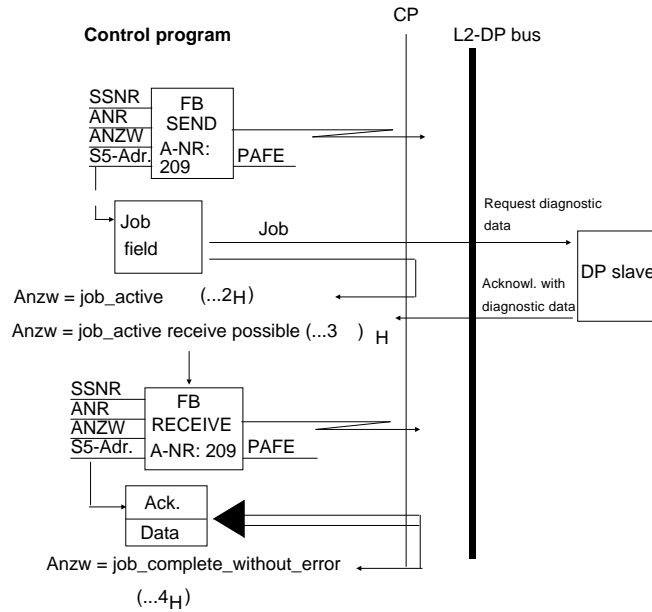 CP
Control program
L2-DP bus
SSNR
ANR
ANZW
S5-Adr.
FB
SEND
A-NR:
209
PAFE
Job
field
Job
Request diagnostic
data
DP slave
Acknowl. with
diagnostic data
Anzw = job_active (...2H)
Anzw = job_active receive possible (...3 ) H
SSNR
ANR
ANZW
S5-Adr.
FB
RECEIVE
A-NR: 209
PAFE
Ack.
Data
Anzw = job_complete_without_error
(...4H)